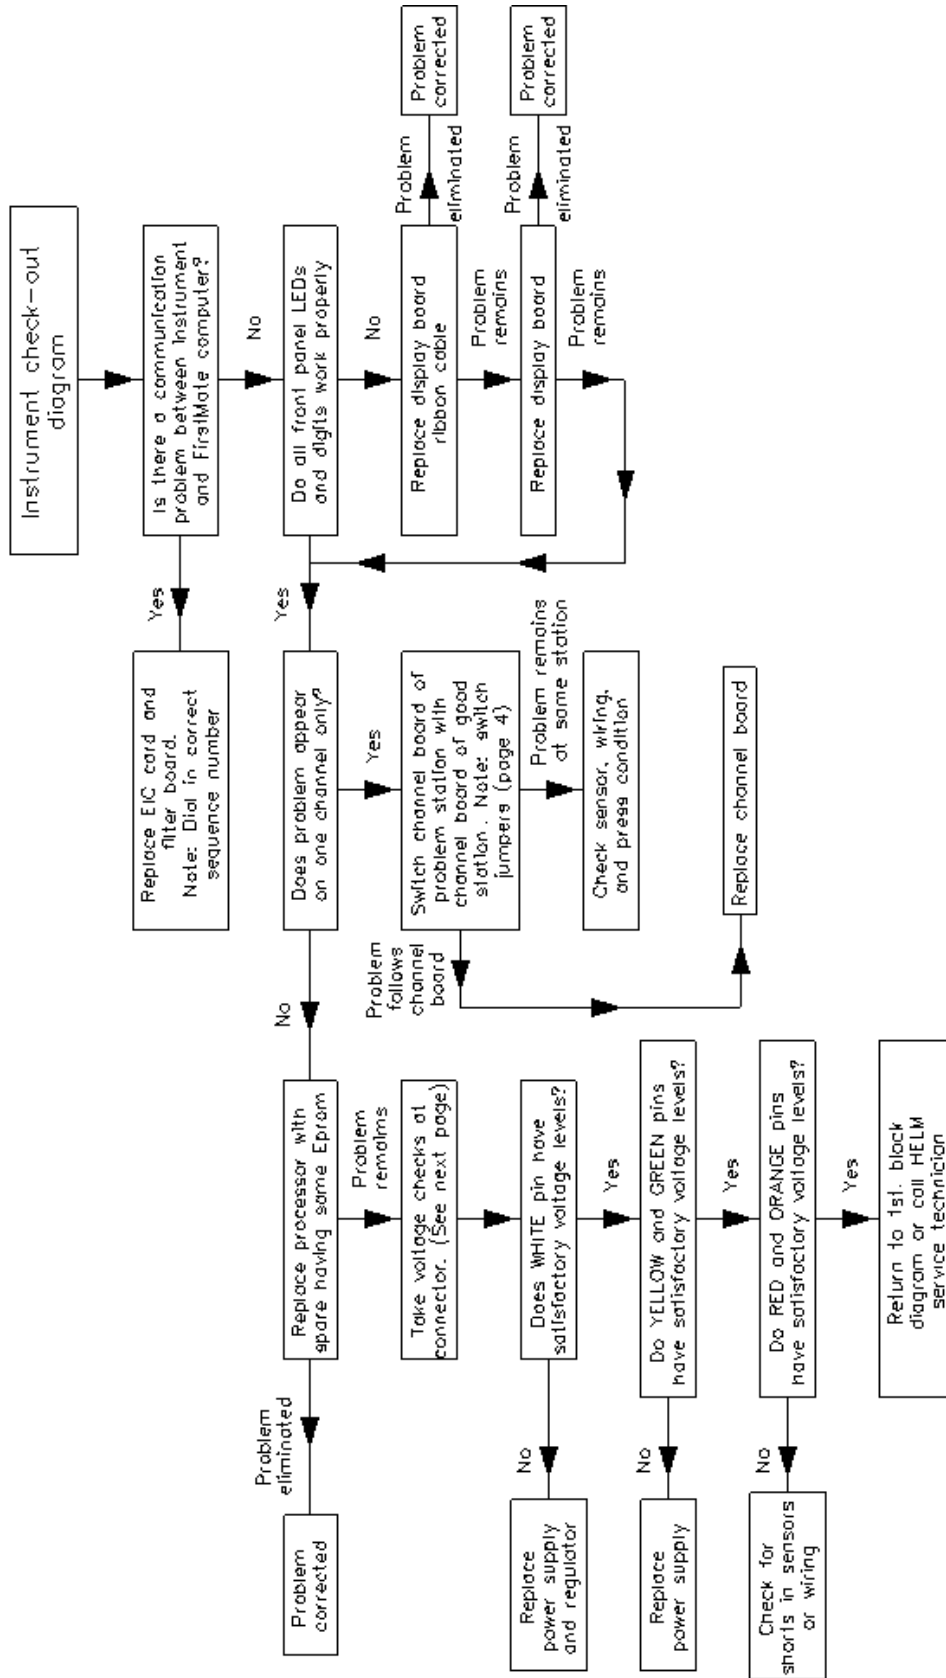 Instrument check-out
diagram
Is there a communication
problem between Instrument
and FirstMate computer?
Yes
Replace EIC card and
filter board.
Note: Dial in correct
sequence number
No
Do all front panel LEDs
and digits work properly
No
Replace display board
ribbon cable
Problem
eliminated
Problem
corrected
Problem
remains
Replace display board
Problem
eliminated
Problem
corrected
Problem
remains
Yes
Does problem appear
on one channel only?
Yes
Switch channel board of
problem station with
channel board of good
station. Note: switch
jumpers (page 4)
Problem remains
at same station
Check sensor, wiring,
and press condition
Problem
follows
channel
board
Replace channel board
No
Replace processor with
spare having same Eprom
Problem
eliminated
Problem
corrected
Problem
remaims
Take voltage checks at
connector. (See next page)
Does WHITE pin have
satisfactory voltage levels?
No
Replace
power supply
and regulator
Yes
Do YELLOW and GREEN pins
have satisfactory voltage levels?
No
Replace
power supply
Yes
Do RED and ORANGE pins
have satisfactory voltage levels?
No
Check for
shorts in sensors
or wiring
Yes
Return to 1st. block
diagram or call HELM
service technician